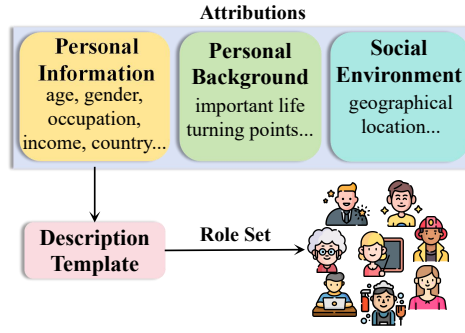 Attributions
Personal
Information
age, gender,
occupation,
income, country...
Personal
Background
important life
turning points...
Social
Environment
geographical
location...
Description
Template
Role Set